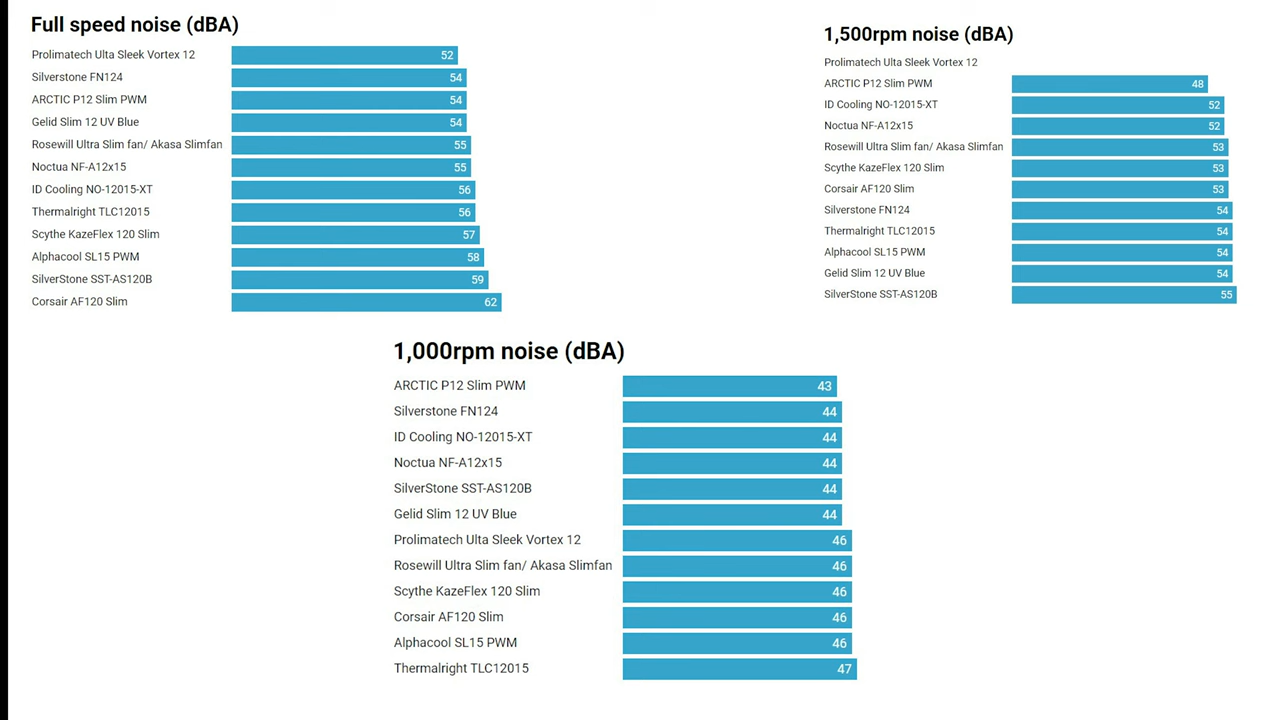 Full speed noise (dBA)
Prolimatech Ulta Sleek Vortex 12 52
Silverstone FN124 54
ARCTIC P12 Slim PWM 54
Gelid Slim 12 UV Blue 54
Rosewill Ultra Slim fan/ Akasa Slimfan 55
Noctua NF-A12x15 55
ID Cooling NO-12015-XT 56
Thermalright TLC12015 56
Scythe KazeFlex 120 Slim 57
Alphacool SL15 PWM 58
SilverStone SST-AS120B 59
Corsair AF120 Slim 62
1,500rpm noise (dBA)
Prolimatech Ulta Sleek Vortex 12
ARCTIC P12 Slim PWM 48
ID Cooling NO-12015-XT 52
Noctua NF-A12x15 52
Rosewill Ultra Slim fan/ Akasa Slimfan 53
Scythe KazeFlex 120 Slim 53
Corsair AF120 Slim 53
Silverstone FN124 54
Thermalright TLC12015 54
Alphacool SL15 PWM 54
Gelid Slim 12 UV Blue 54
SilverStone SST-AS120B 55
1,000rpm noise (dBA)
ARCTIC P12 Slim PWM 43
Silverstone FN124 44
ID Cooling NO-12015-XT 44
Noctua NF-A12x15 44
SilverStone SST-AS120B 44
Gelid Slim 12 UV Blue 44
Prolimatech Ulta Sleek Vortex 12 46
Rosewill Ultra Slim fan/ Akasa Slimfan 46
Scythe KazeFlex 120 Slim 46
Corsair AF120 Slim 46
Alphacool SL15 PWM 46
Thermalright TLC12015 47